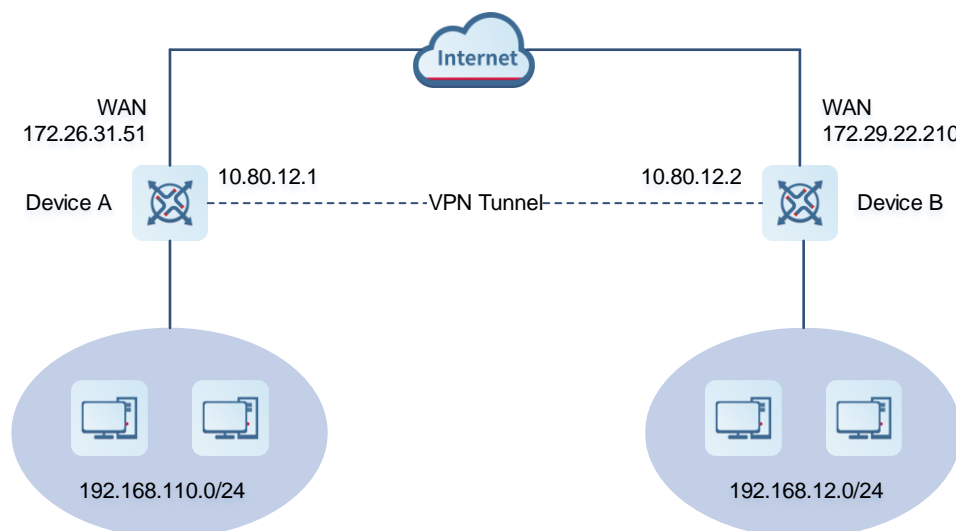 Internet
WAN
172.26.31.51
WAN
172.29.22.210
10.80.12.1
10.80.12.2
Device A
VPN Tunnel
Device B
192.168.110.0/24
192.168.12.0/24